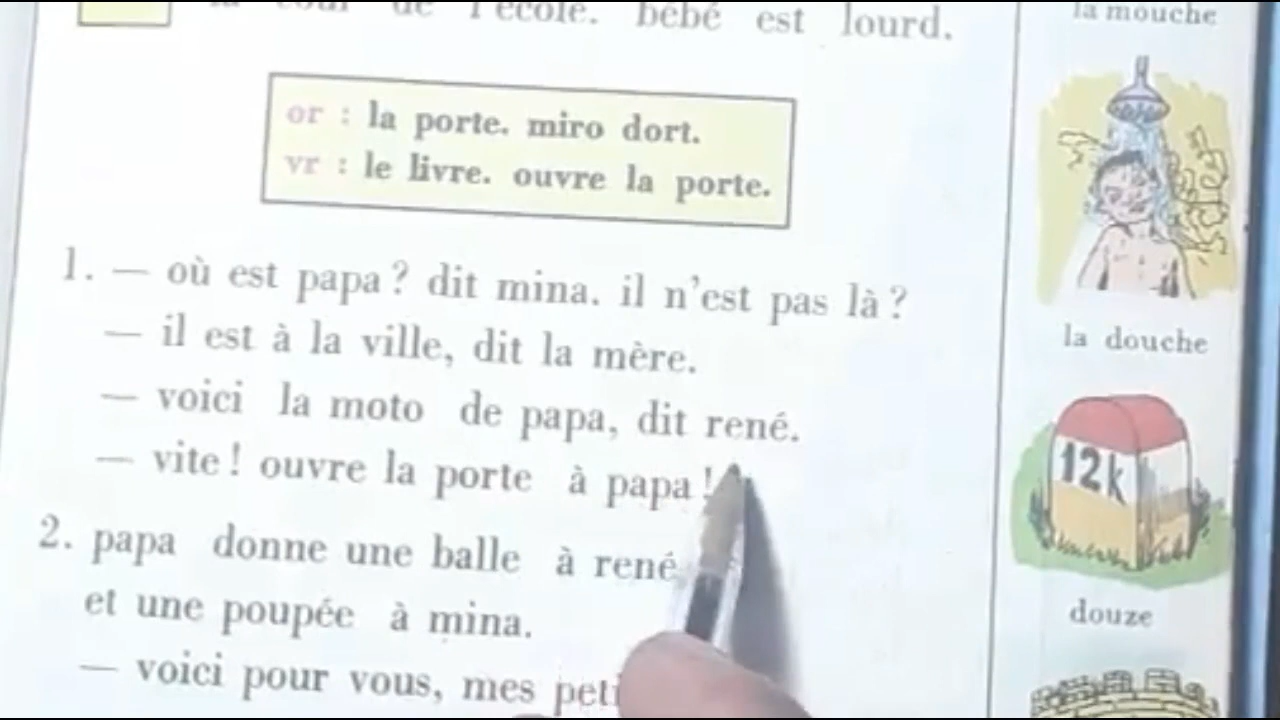 la cour de l'école. bébé est lourd.
or : la porte. miro dort.
vr : le livre. ouvre la porte.
1. — où est papa ? dit mina. il n'est pas là ?
— il est à la ville, dit la mère.
— voici la moto de papa, dit rené.
— vite ! ouvre la porte à papa !
2. papa donne une balle à rené
et une poupée à mina.
— voici pour vous, mes
la mouche
la douche
12k
douze